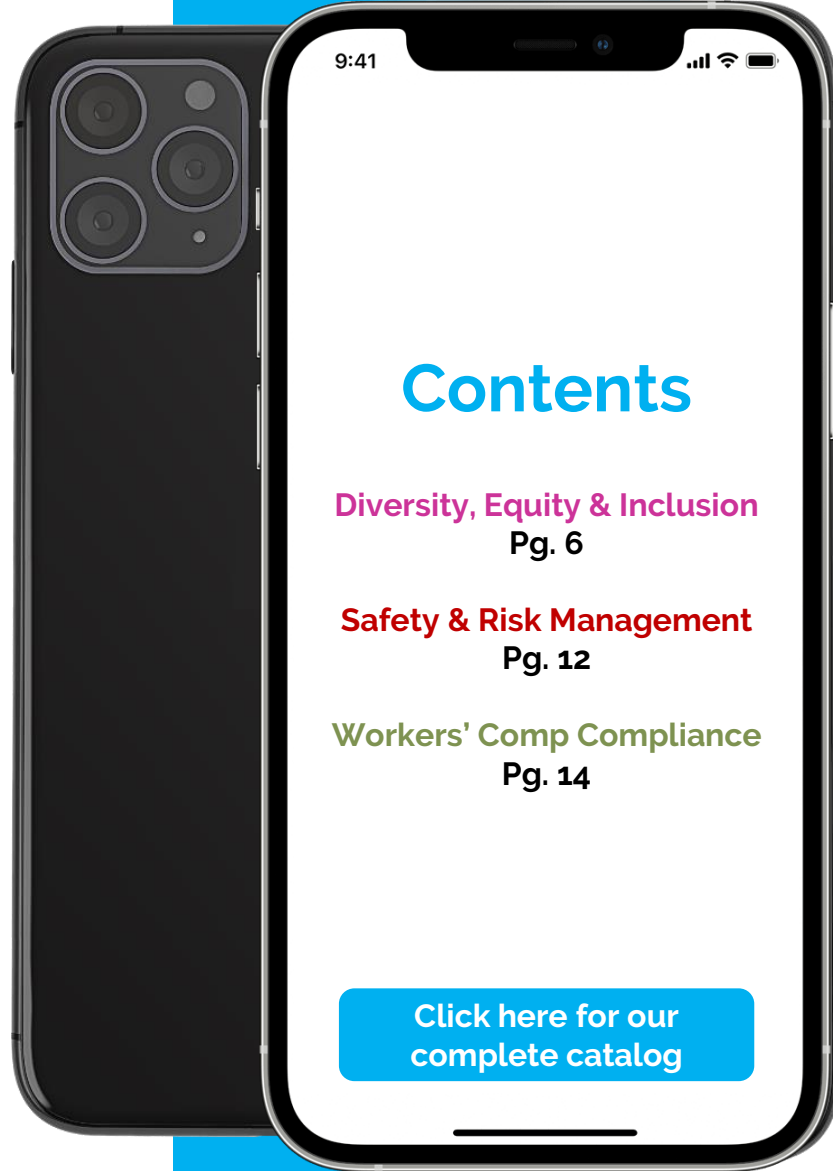 9:41
Contents
Diversity, Equity & Inclusion
Pg. 6
Safety & Risk Management
Pg. 12
Workers’ Comp Compliance
Pg. 14
Click here for our
complete catalog